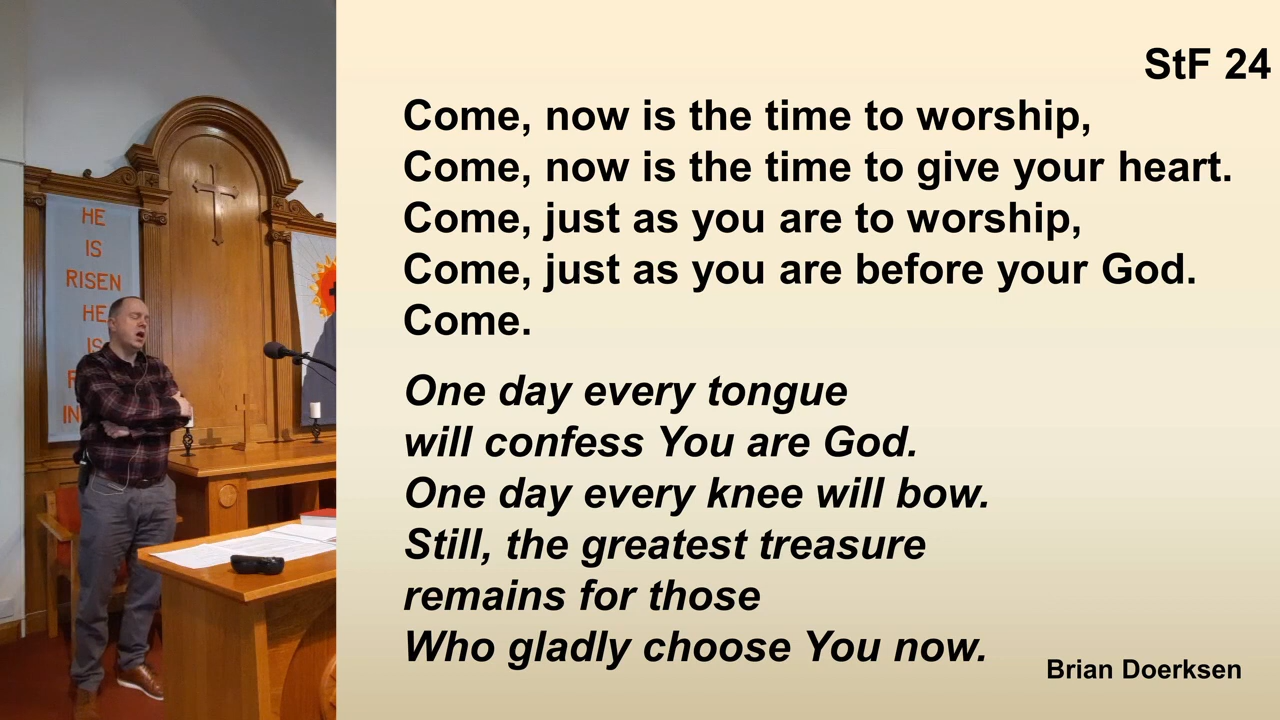 StF 24
Come, now is the time to worship,
Come, now is the time to give your heart.
Come, just as you are to worship,
Come, just as you are before your God.
Come.
One day every tongue
will confess You are God.
One day every knee will bow.
Still, the greatest treasure
remains for those
Who gladly choose You now.
Brian Doerksen
HE
IS
RISEN
HE
IS
IN